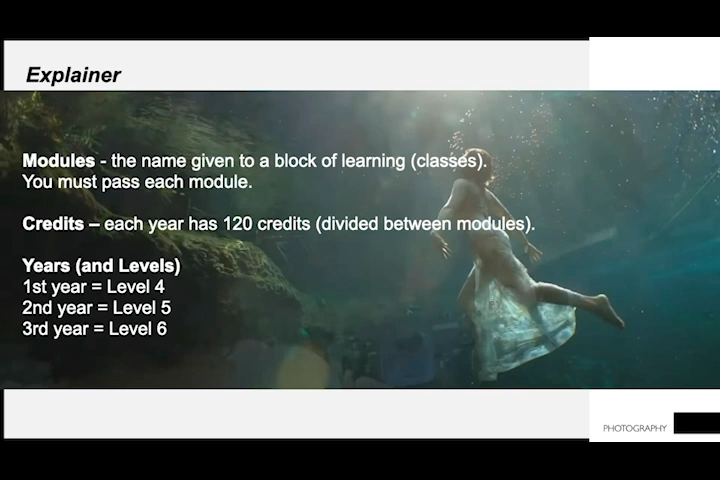 Explainer
Modules - the name given to a block of learning (classes).
You must pass each module.
Credits – each year has 120 credits (divided between modules).
Years (and Levels)
1st year = Level 4
2nd year = Level 5
3rd year = Level 6
PHOTOGRAPHY